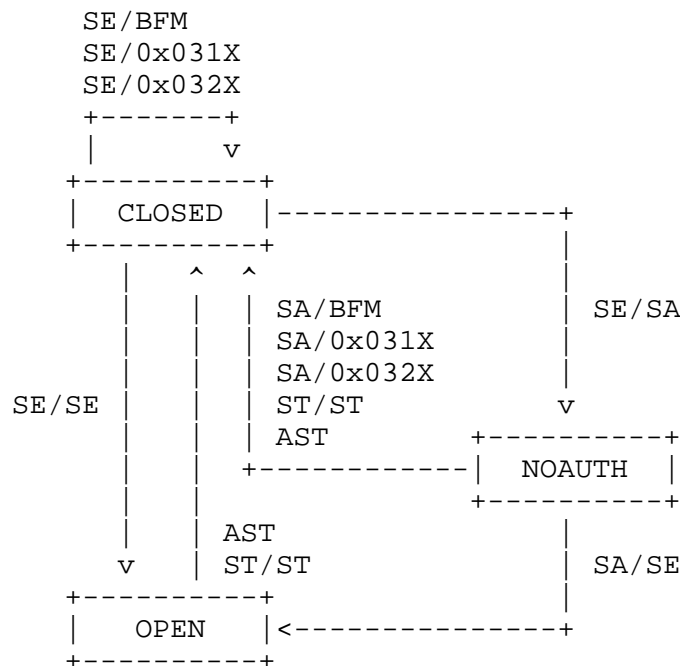 SE/BFM
SE/0x031X
SE/0x032X
CLOSED
SE/SA
SA/BFM
SA/0x031X
SA/0x032X
SE/SE
ST/ST
AST
NOAUTH
AST
ST/ST
SA/SE
OPEN